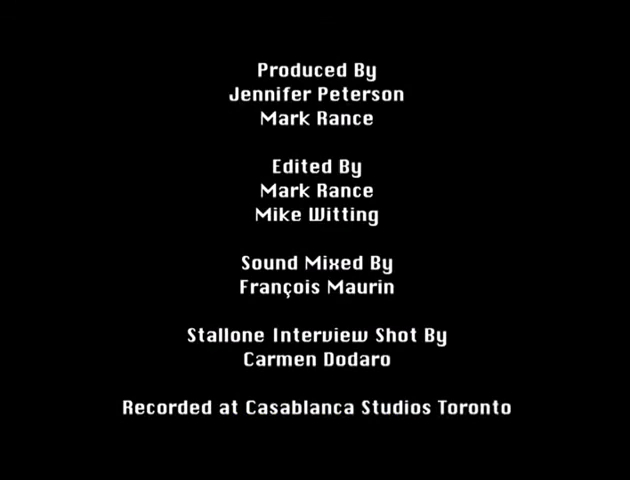 Produced By
Jennifer Peterson
Mark Rance
Edited By
Mark Rance
Mike Witting
Sound Mixed By
François Maurin
Stallone Interview Shot By
Carmen Dodaro
Recorded at Casablanca Studios Toronto